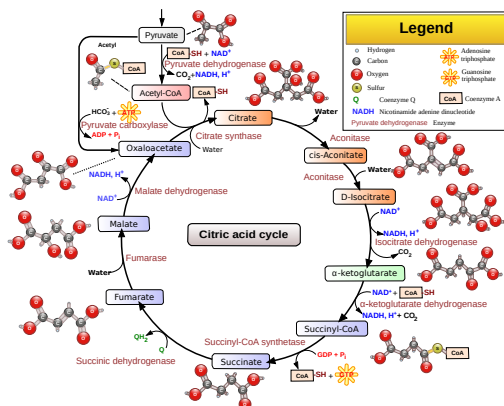 Pyruvate
Acetyl
CoA-SH + NAD+
Pyruvate dehydrogenase
CO2+NADH, H+
S
CoA
Acetyl-CoA
CoA
SH
HCO3- + ATP
Pyruvate carboxylase
ADP + Pi
Citrate
Citrate synthase
Water
Oxaloacetate
Water
Aconitase
cis-Aconitate
Aconitase
Water
D-Isocitrate
NAD+
NADH, H+
Isocitrate dehydrogenase
CO2
α-ketoglutarate
NAD+ + CoA-SH
α-ketoglutarate dehydrogenase
NADH, H+ + CO2
Succinyl-CoA
S
CoA
Succinyl-CoA synthetase
GDP + Pi
CoA-SH + GTP
Succinate
Succinic dehydrogenase
QH2
Q
Fumarate
Fumarase
Water
Malate
Malate dehydrogenase
NADH, H+
NAD+
Citric acid cycle
Legend
H Hydrogen
C Carbon
O Oxygen
S Sulfur
Q Coenzyme Q
NADH Nicotinamide adenine dinucleotide
Pyruvate dehydrogenase Enzyme
ATP Adenosine triphosphate
GTP Guanosine triphosphate
CoA Coenzyme A